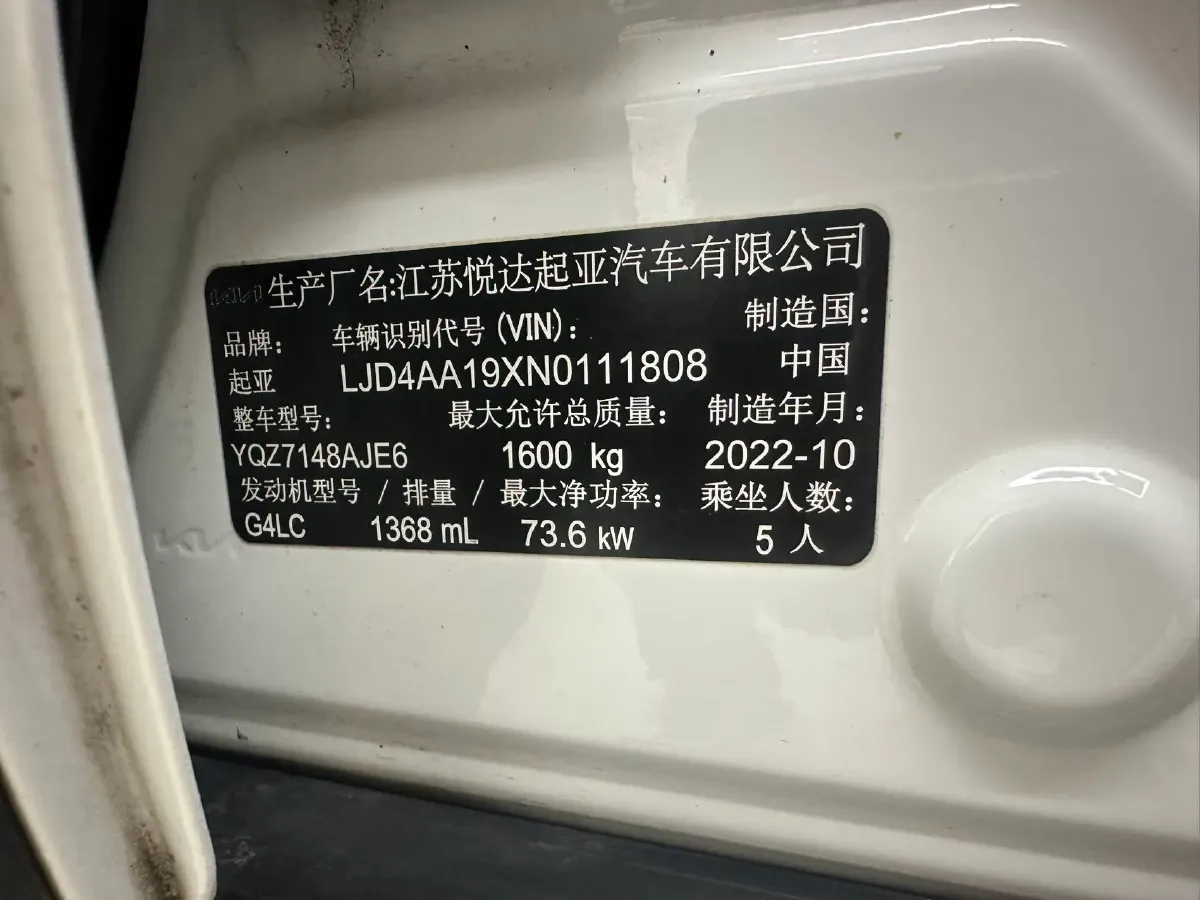 生产厂名:江苏悦达起亚汽车有限公司
品牌: 车辆识别代号(VIN): 制造国:
起亚 LJD4AA19XN0111808 中国
整车型号: 最大允许总质量: 制造年月:
YQZ7148AJE6 1600 kg 2022-10
发动机型号 / 排量 / 最大净功率: 乘坐人数:
G4LC 1368 mL 73.6 kW 5 人